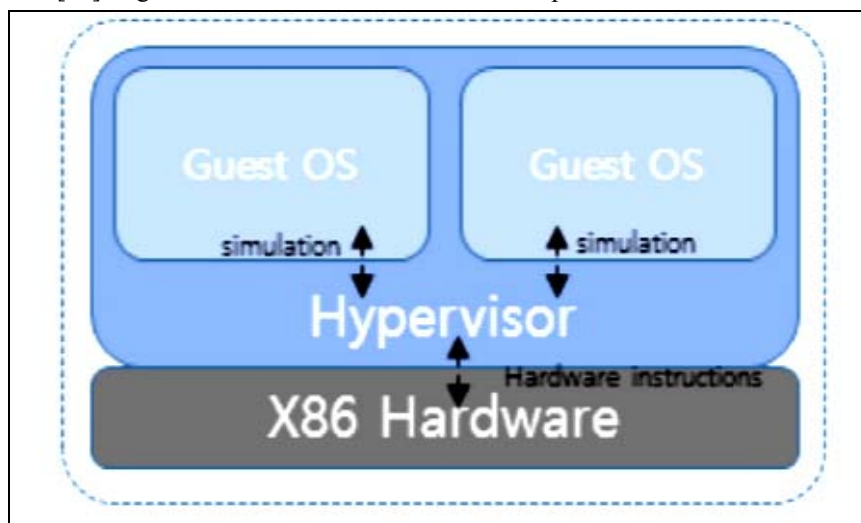 Guest OS
Guest OS
simulation
simulation
Hypervisor
Hardware instructions
X86 Hardware